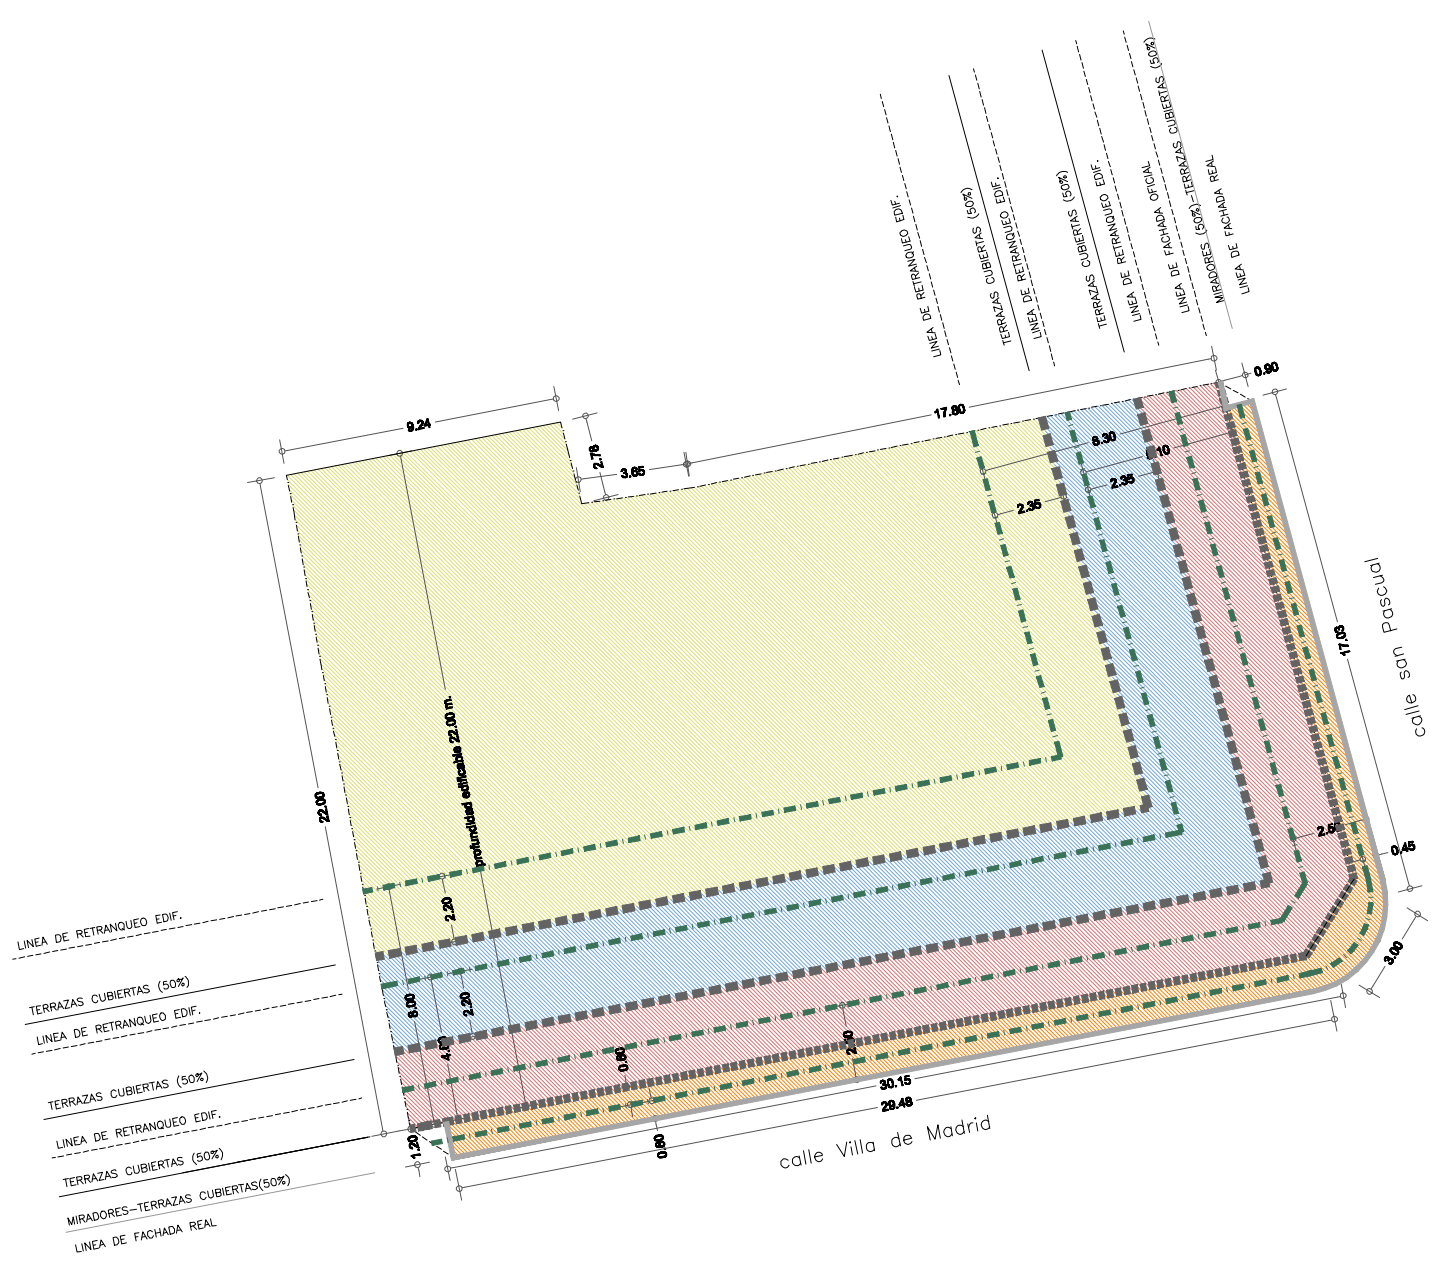 LINEA DE RETRANQUEO EDIF.
TERRAZAS CUBIERTAS (50%)
LINEA DE RETRANQUEO EDIF.
TERRAZAS CUBIERTAS (50%)
LINEA DE RETRANQUEO EDIF.
LINEA DE FACHADA OFICIAL
MIRADORES (50%)-TERRAZAS CUBIERTAS (50%)
LINEA DE FACHADA REAL
0.90
17.80
9.24
2.78
3.65
8.30
2.35
2.35
17.03
calle san Pascual
profundidad edificable 22.00 m.
22.00
0.45
2.20
8.00
2.20
3.00
0.60
30.15
29.48
0.80
1.20
calle Villa de Madrid
LINEA DE RETRANQUEO EDIF.
TERRAZAS CUBIERTAS (50%)
LINEA DE RETRANQUEO EDIF.
TERRAZAS CUBIERTAS (50%)
LINEA DE RETRANQUEO EDIF.
TERRAZAS CUBIERTAS (50%)
MIRADORES-TERRAZAS CUBIERTAS(50%)
LINEA DE FACHADA REAL